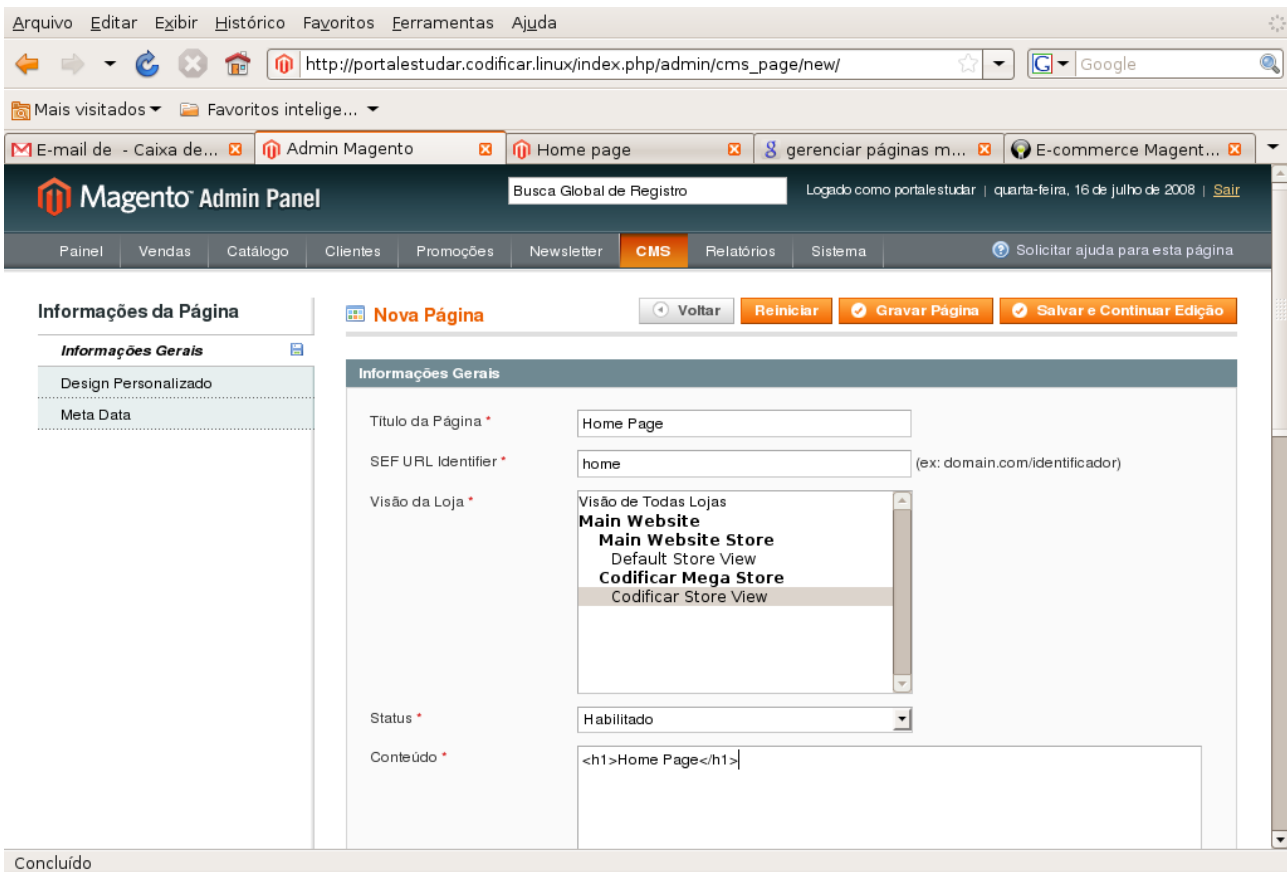 Arquivo Editar Exibir Histórico Favoritos Ferramentas Ajuda
http://portalestudar.codificar.linux/index.php/admin/cms_page/new/ G Google
Mais visitados Favoritos intelige...
E-mail de - Caixa de... Admin Magento Home page gerenciar páginas m... E-commerce Magent...
Magento™ Admin Panel Busca Global de Registro Logado como portalestudar | quarta-feira, 16 de julho de 2008 | Sair
Painel Vendas Catálogo Clientes Promoções Newsletter CMS Relatórios Sistema Solicitar ajuda para esta página
Informações da Página Nova Página Voltar Reiniciar Gravar Página Salvar e Continuar Edição
Informações Gerais
Design Personalizado
Meta Data
Informações Gerais
Título da Página * Home Page
SEF URL Identifier * home (ex: domain.com/identificador)
Visão da Loja * Visão de Todas Lojas
Main Website
Main Website Store
Default Store View
Codificar Mega Store
Codificar Store View
Status * Habilitado
Conteúdo * <h1>Home Page</h1>
Concluído